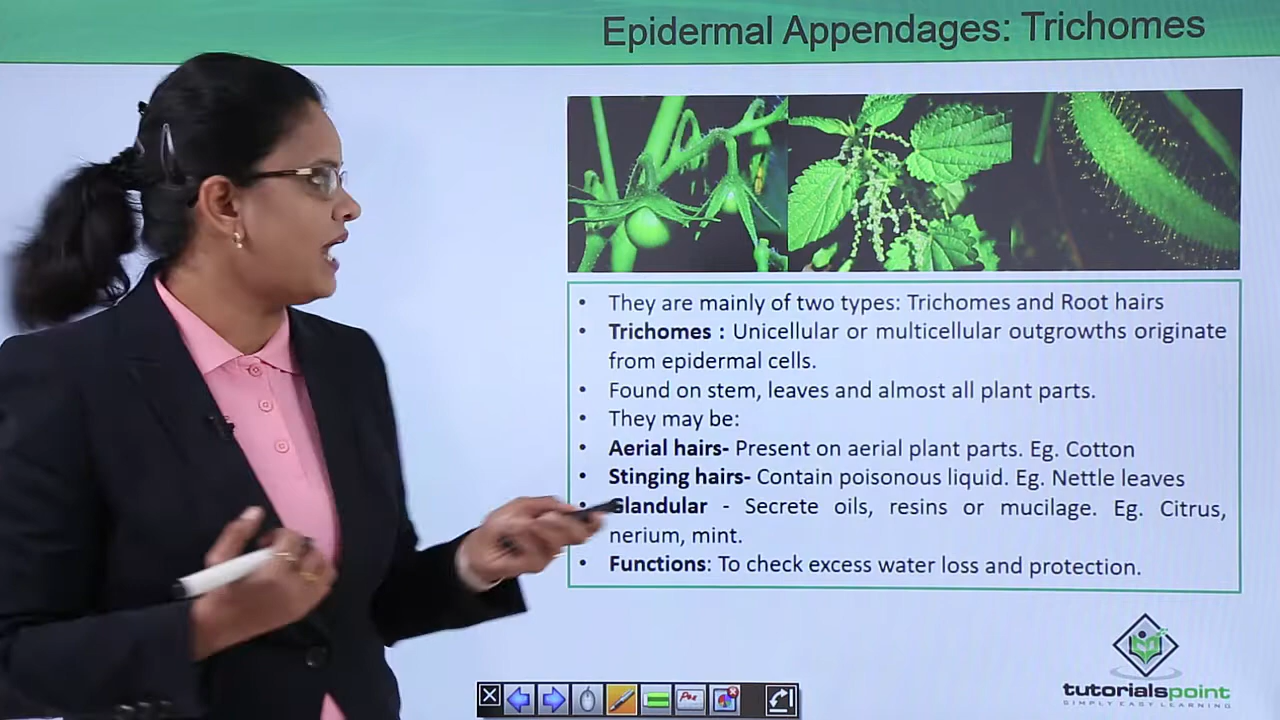 Epidermal Appendages: Trichomes
• They are mainly of two types: Trichomes and Root hairs
• Trichomes : Unicellular or multicellular outgrowths originate
from epidermal cells.
• Found on stem, leaves and almost all plant parts.
• They may be:
• Aerial hairs- Present on aerial plant parts. Eg. Cotton
• Stinging hairs- Contain poisonous liquid. Eg. Nettle leaves
• Glandular - Secrete oils, resins or mucilage. Eg. Citrus,
nerium, mint.
• Functions: To check excess water loss and protection.
tutorialspoint
SIMPLY EASY LEARNING